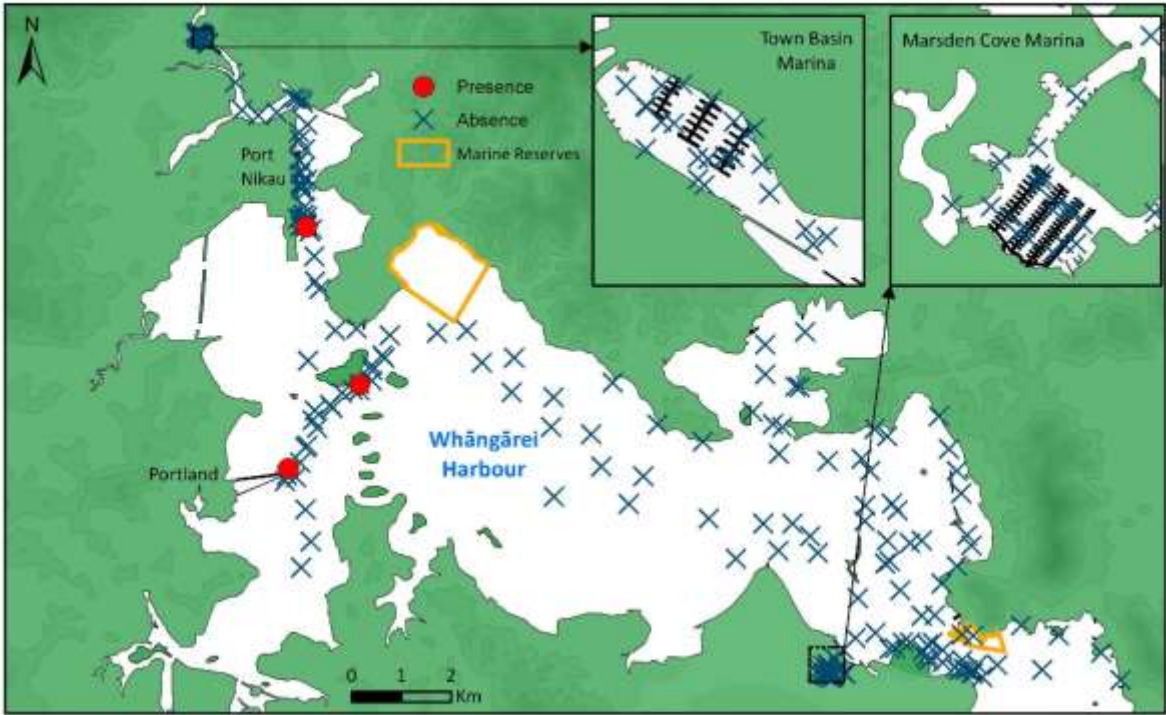 N
Presence
Absence
Marine Reserves
Town Basin
Marina
Marsden Cove Marina
Port
Nikau
Whāngārei
Harbour
Portland
0 1 2
Km